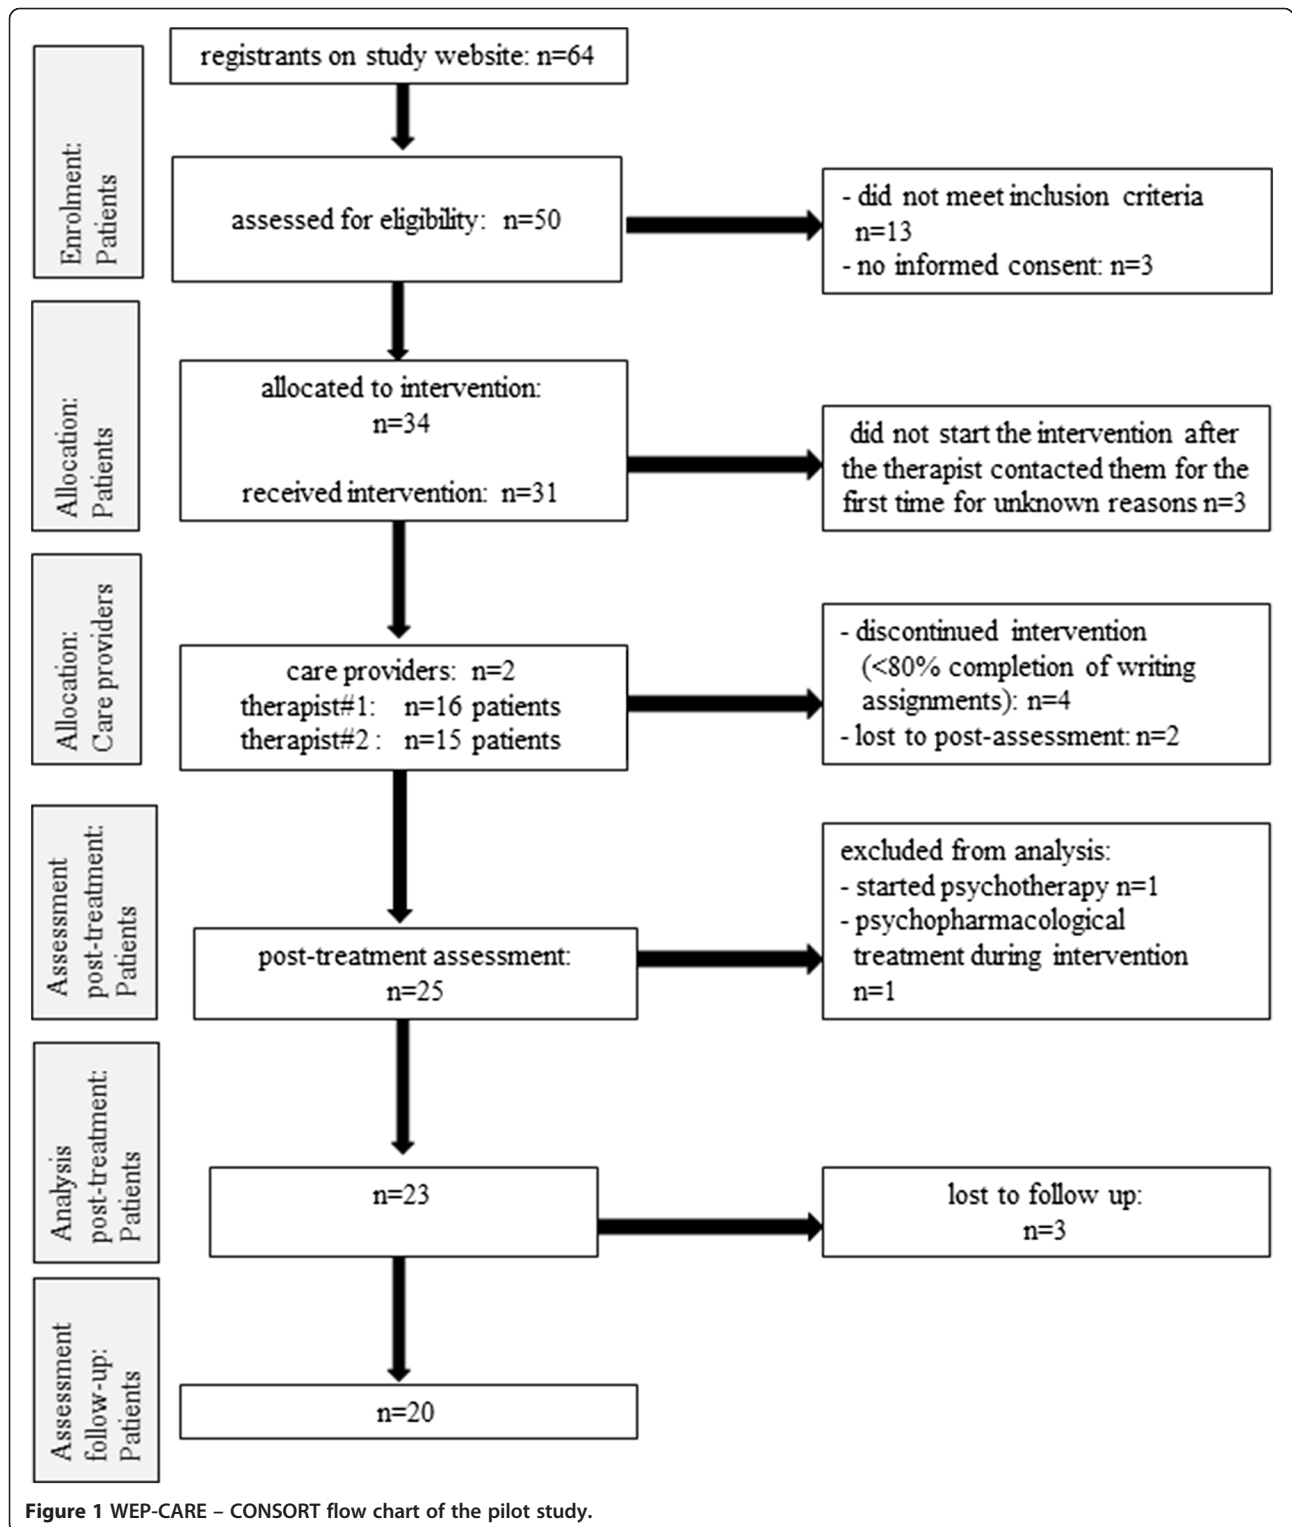 registrants on study website: n=64
Enrolment:
Patients
assessed for eligibility: n=50
- did not meet inclusion criteria
n=13
- no informed consent: n=3
Allocation:
Patients
allocated to intervention:
n=34
received intervention: n=31
did not start the intervention after
the therapist contacted them for the
first time for unknown reasons n=3
Allocation:
Care providers
care providers: n=2
therapist#1: n=16 patients
therapist#2 : n=15 patients
- discontinued intervention
(<80% completion of writing
assignments): n=4
- lost to post-assessment: n=2
Assessment
post-treatment:
Patients
post-treatment assessment:
n=25
excluded from analysis:
- started psychotherapy n=1
- psychopharmacological
treatment during intervention
n=1
Analysis
post-treatment:
Patients
n=23
lost to follow up:
n=3
Assessment
follow-up:
Patients
n=20
Figure 1 WEP-CARE – CONSORT flow chart of the pilot study.